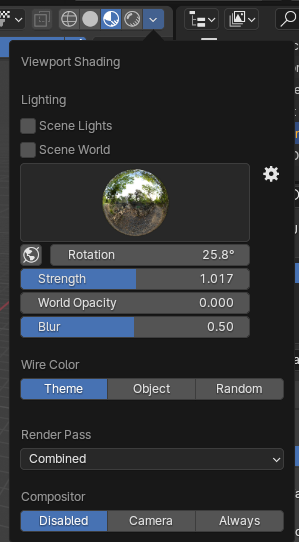 Viewport Shading
Lighting
Scene Lights
Scene World
Rotation 25.8°
Strength 1.017
World Opacity 0.000
Blur 0.50
Wire Color
Theme Object Random
Render Pass
Combined
Compositor
Disabled Camera Always